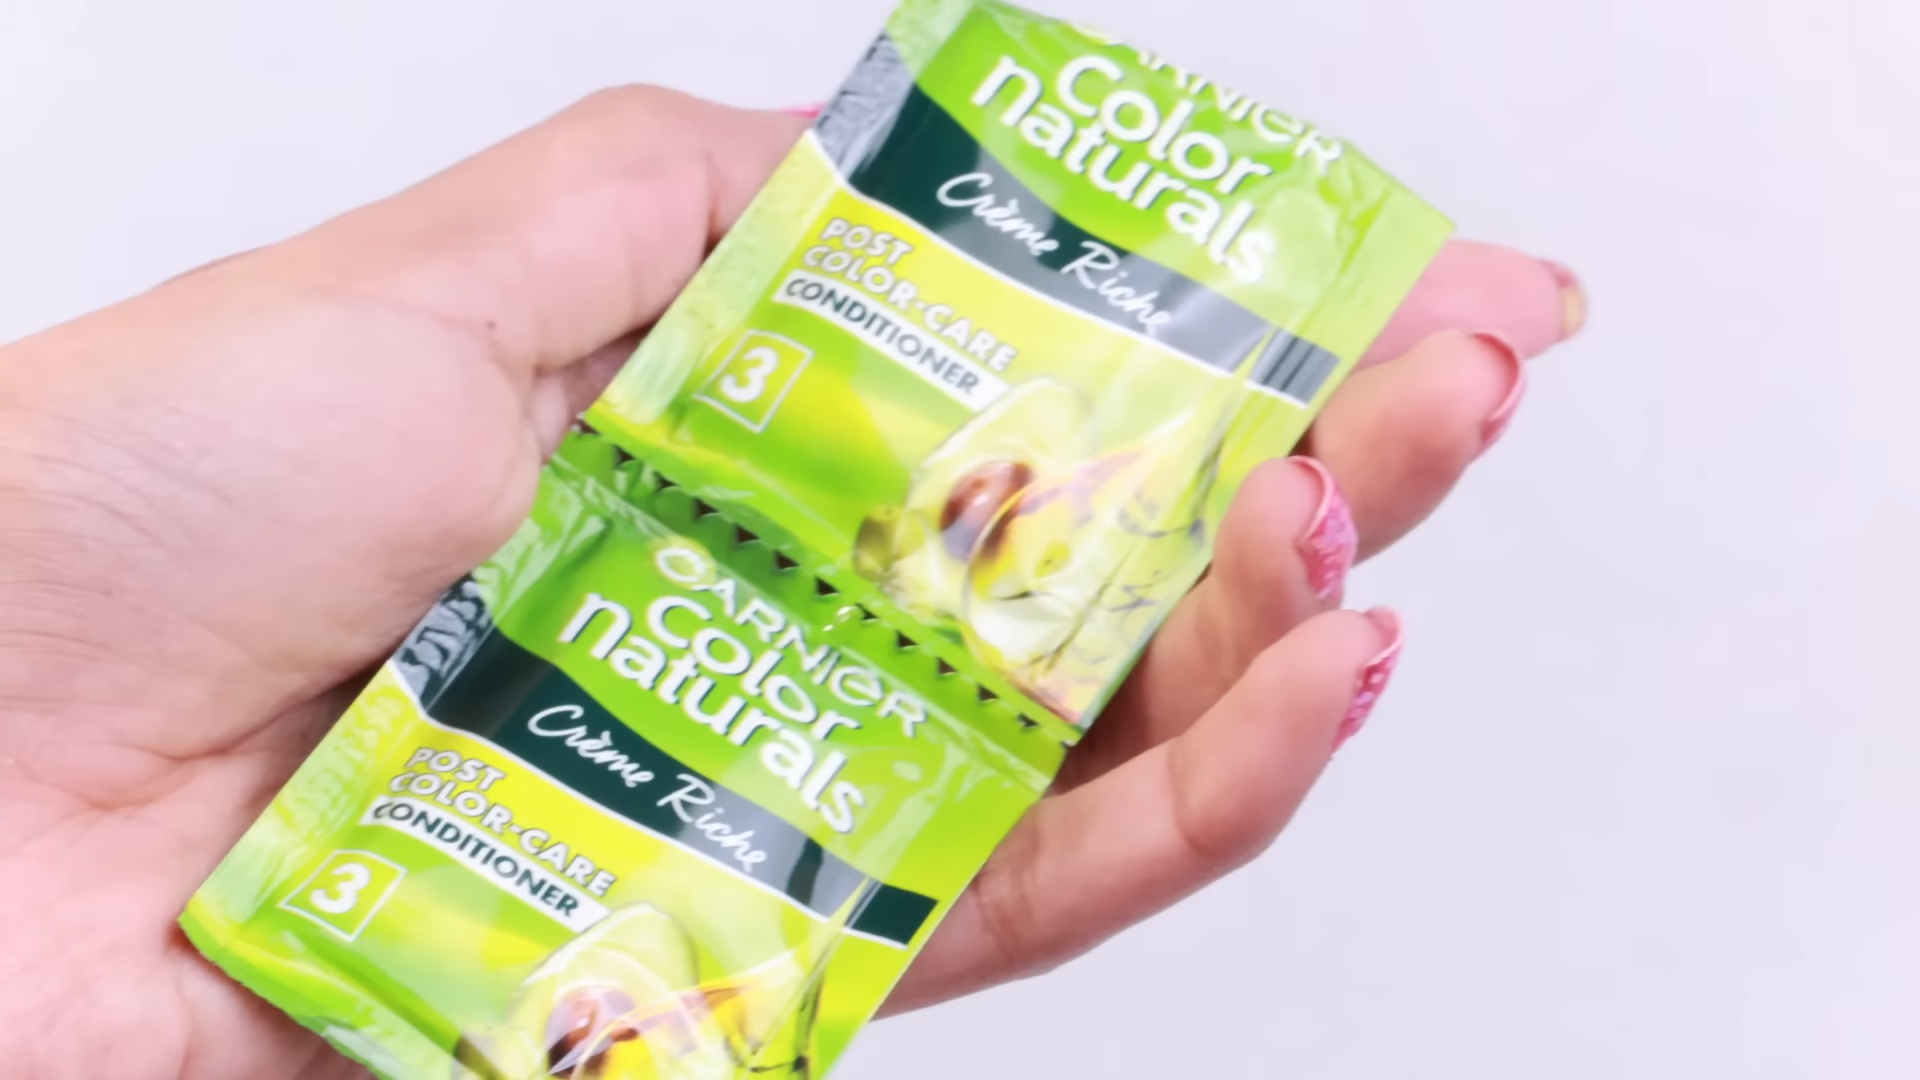 GARNIER
Color
naturals
Crème Riche
POST
COLOR-CARE
CONDITIONER
3
GARNIER
Color
naturals
Crème Riche
POST
COLOR-CARE
CONDITIONER
3